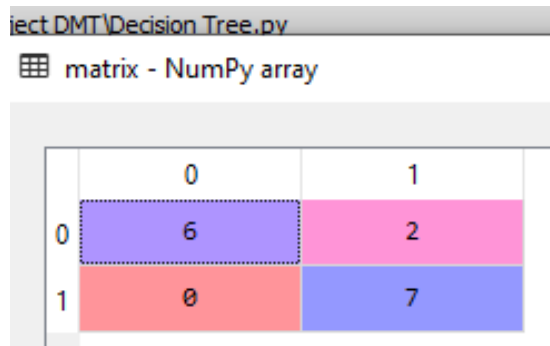 ject DMT\Decision Tree.py
matrix - NumPy array
0 1
0 6 2
1 0 7